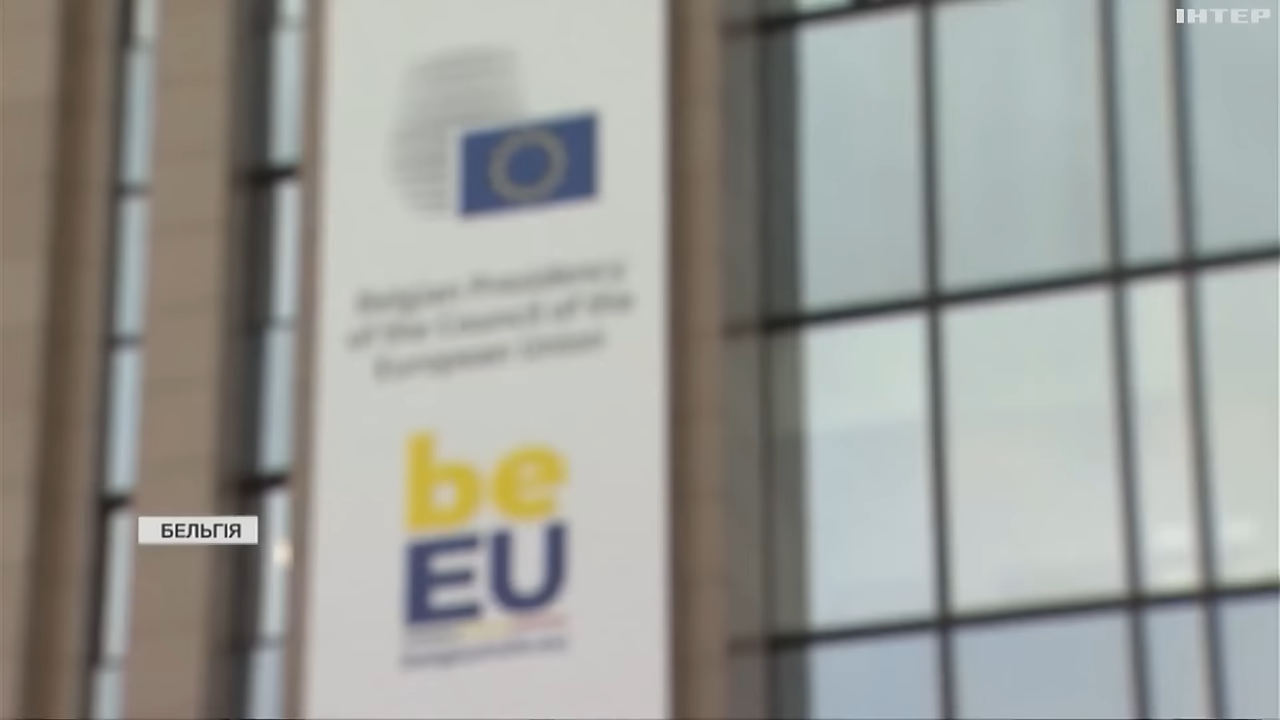 ІНТЕР
Belgian Presidency
of the Council of the
European Union
be
EU
БЕЛЬГІЯ